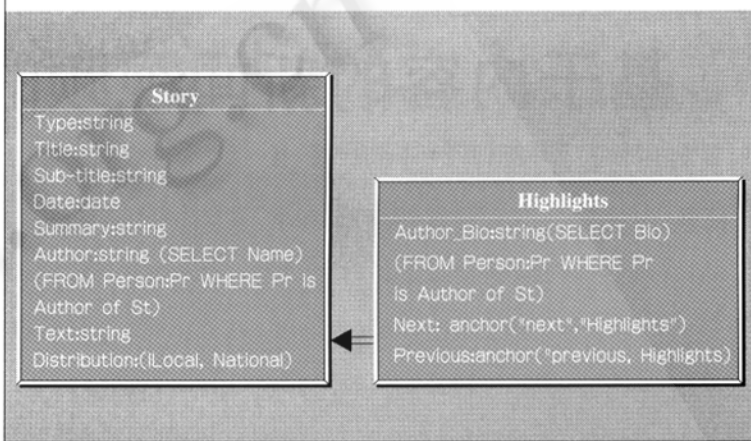 Story
Type:string
Title:string
Sub-title:string
Date:date
Summary:string
Author:string (SELECT Name)
(FROM Person:Pr WHERE Pr is
Author of St)
Text:string
Distribution:(lLocal, National)
Highlights
Author_Bio:string(SELECT Bio)
(FROM Person:Pr WHERE Pr
is Author of St)
Next: anchor("next","Highlights")
Previous:anchor("previous, Highlights)